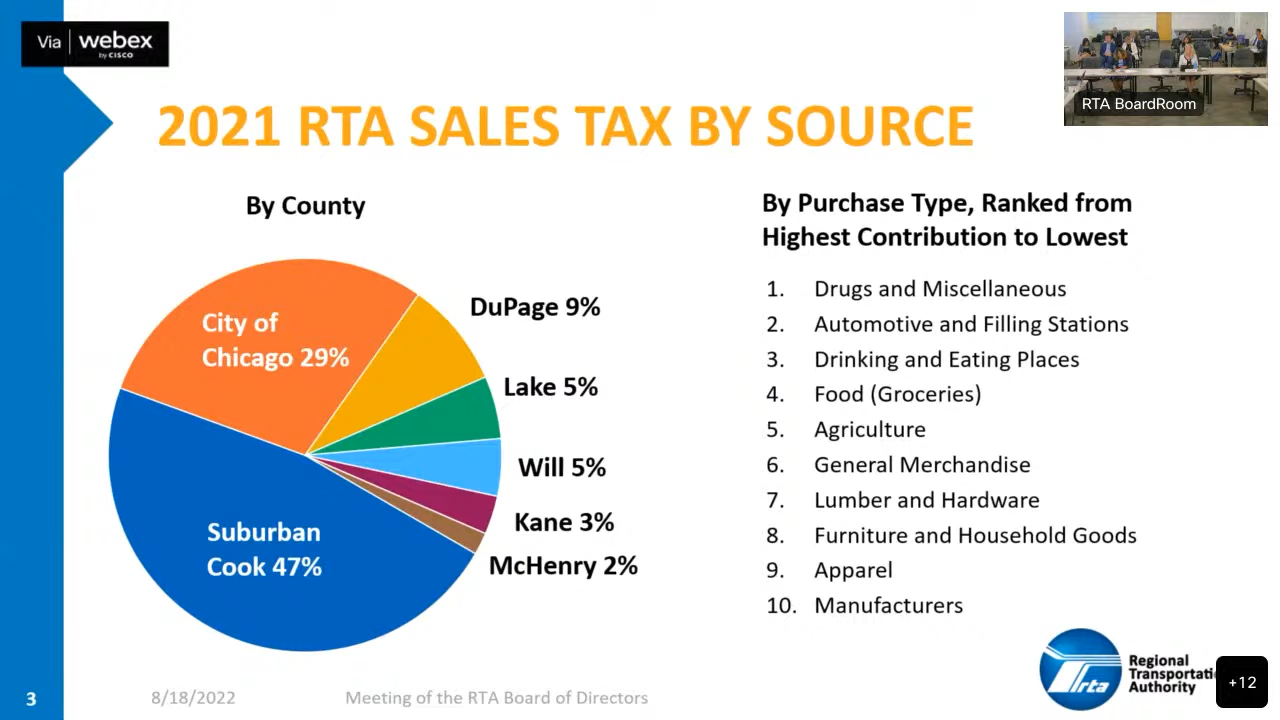 Via webex
by CISCO
RTA BoardRoom
2021 RTA SALES TAX BY SOURCE
By County
City of
Chicago 29%
DuPage 9%
Lake 5%
Will 5%
Kane 3%
McHenry 2%
Suburban
Cook 47%
By Purchase Type, Ranked from
Highest Contribution to Lowest
1. Drugs and Miscellaneous
2. Automotive and Filling Stations
3. Drinking and Eating Places
4. Food (Groceries)
5. Agriculture
6. General Merchandise
7. Lumber and Hardware
8. Furniture and Household Goods
9. Apparel
10. Manufacturers
rta
Regional
Transportati
Authority
+12
3
8/18/2022
Meeting of the RTA Board of Directors